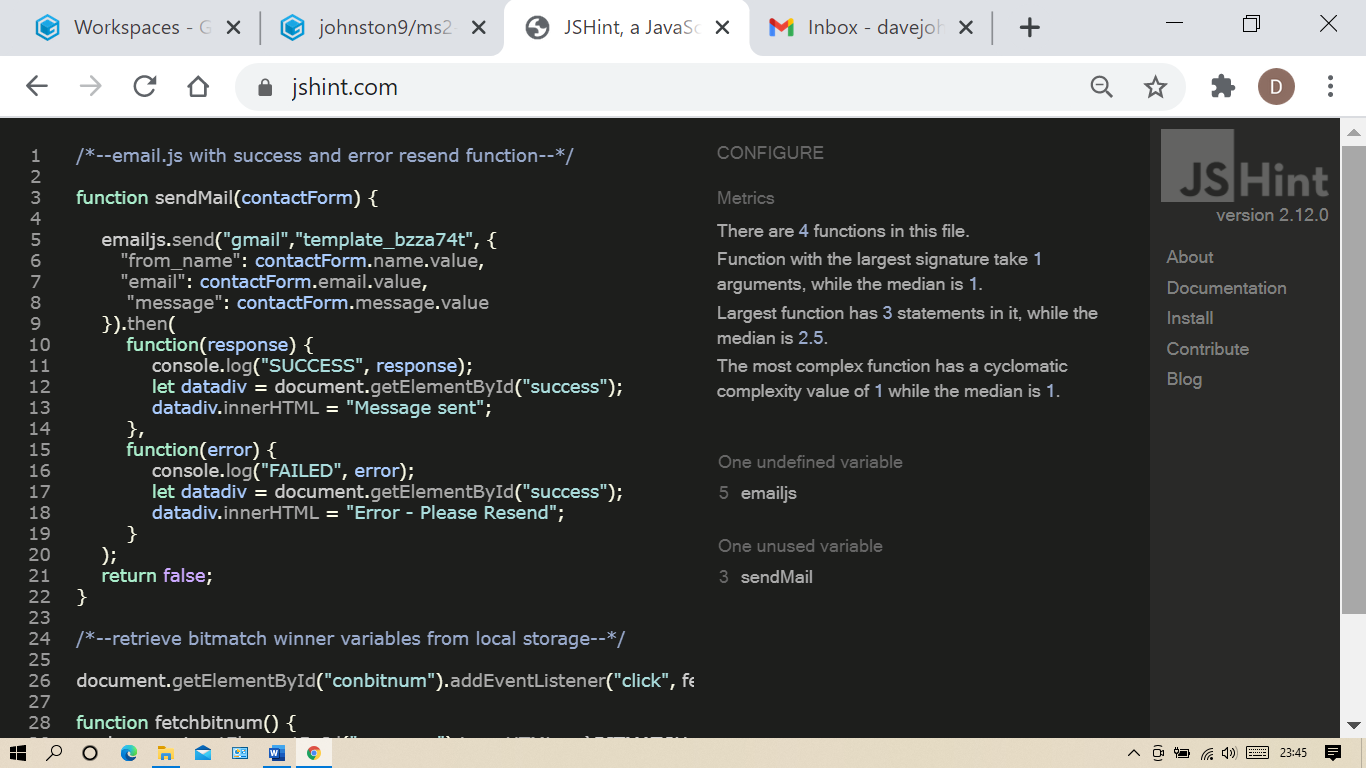 Workspaces - G
johnston9/ms2-
JSHint, a JavaSc
Inbox - davejoh
jshint.com
D
1 /*--email.js with success and error resend function--*/
2
3 function sendMail(contactForm) {
4
5 emailjs.send("gmail","template_bzza74t", {
6 "from_name": contactForm.name.value,
7 "email": contactForm.email.value,
8 "message": contactForm.message.value
9 }).then(
10 function(response) {
11 console.log("SUCCESS", response);
12 let datadiv = document.getElementById("success");
13 datadiv.innerHTML = "Message sent";
14 },
15 function(error) {
16 console.log("FAILED", error);
17 let datadiv = document.getElementById("success");
18 datadiv.innerHTML = "Error - Please Resend";
19 }
20 );
21 return false;
22 }
23
24 /*--retrieve bitmatch winner variables from local storage--*/
25
26 document.getElementById("conbitnum").addEventListener("click", fe
27
28 function fetchbitnum() {
CONFIGURE
Metrics
There are 4 functions in this file.
Function with the largest signature take 1
arguments, while the median is 1.
Largest function has 3 statements in it, while the
median is 2.5.
The most complex function has a cyclomatic
complexity value of 1 while the median is 1.
One undefined variable
5 emailjs
One unused variable
3 sendMail
JSHint
version 2.12.0
About
Documentation
Install
Contribute
Blog
23:45